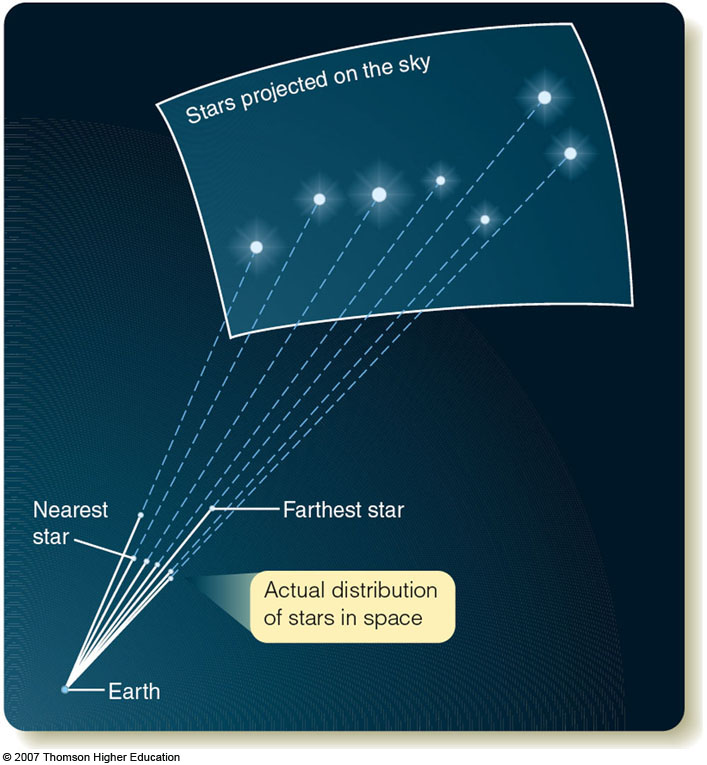 Stars projected on the sky
Nearest
star
Farthest star
Actual distribution
of stars in space
Earth
© 2007 Thomson Higher Education